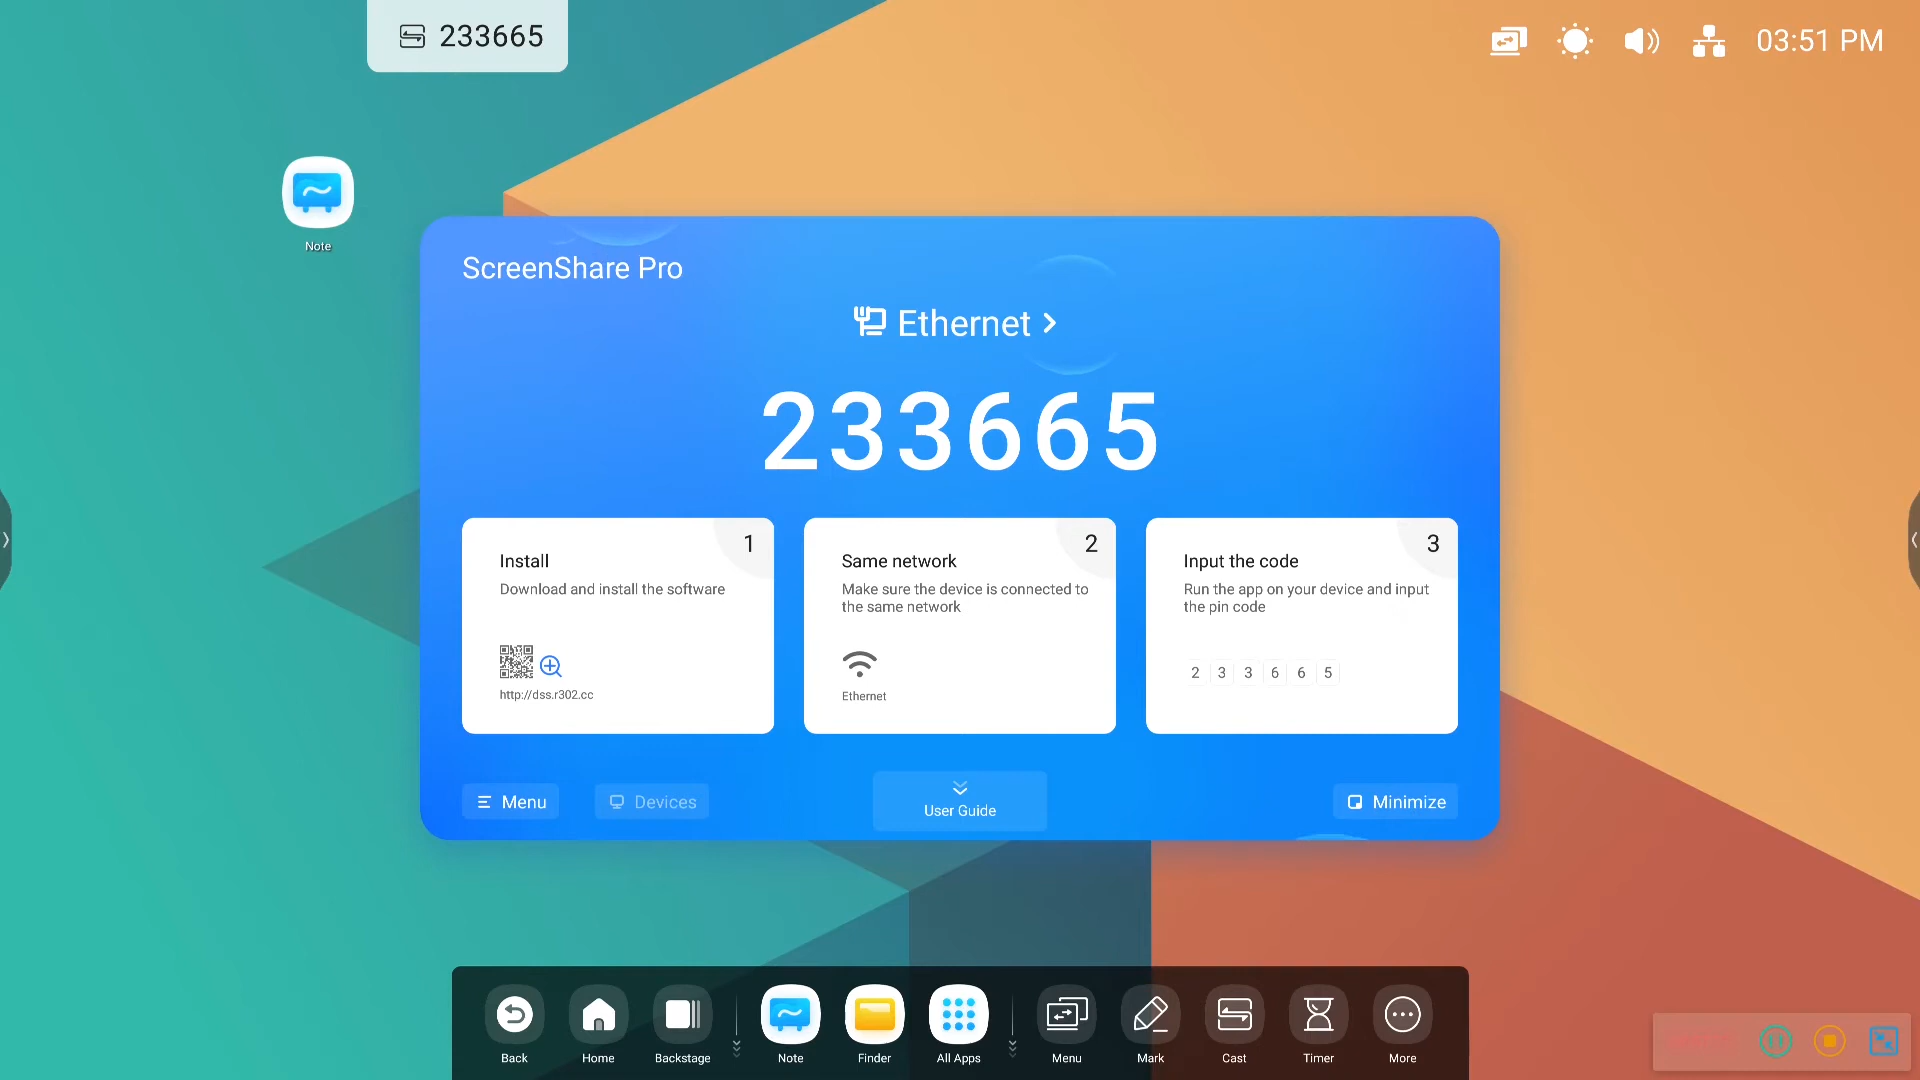 233665
03:51 PM
Note
ScreenShare Pro
Ethernet
233665
1
Install
Download and install the software
http://dss.r302.cc
2
Same network
Make sure the device is connected to
the same network
Ethernet
3
Input the code
Run the app on your device and input
the pin code
2 3 3 6 6 5
Menu
Devices
User Guide
Minimize
Back
Home
Backstage
Note
Finder
All Apps
Menu
Mark
Cast
Timer
More